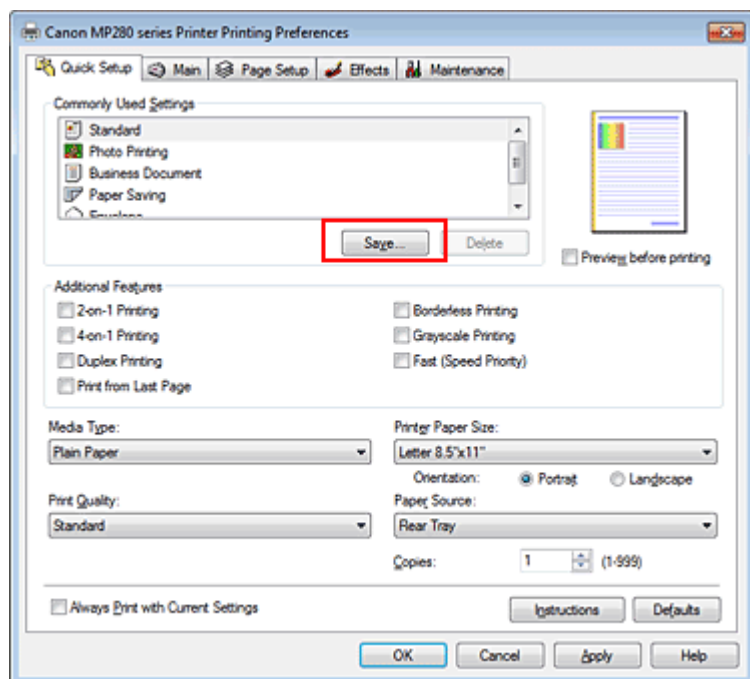 Canon MP280 series Printer Printing Preferences
Quick Setup Main Page Setup Effects Maintenance
Commonly Used Settings
Standard
Photo Printing
Business Document
Paper Saving
Envelope
Save... Delete
Preview before printing
Additional Features
2-on-1 Printing Borderless Printing
4-on-1 Printing Grayscale Printing
Duplex Printing Fast (Speed Priority)
Print from Last Page
Media Type: Printer Paper Size:
Plain Paper Letter 8.5"x11"
Orientation: Portrait Landscape
Print Quality: Paper Source:
Standard Rear Tray
Copies: 1 (1-999)
Always Print with Current Settings Instructions Defaults
OK Cancel Apply Help